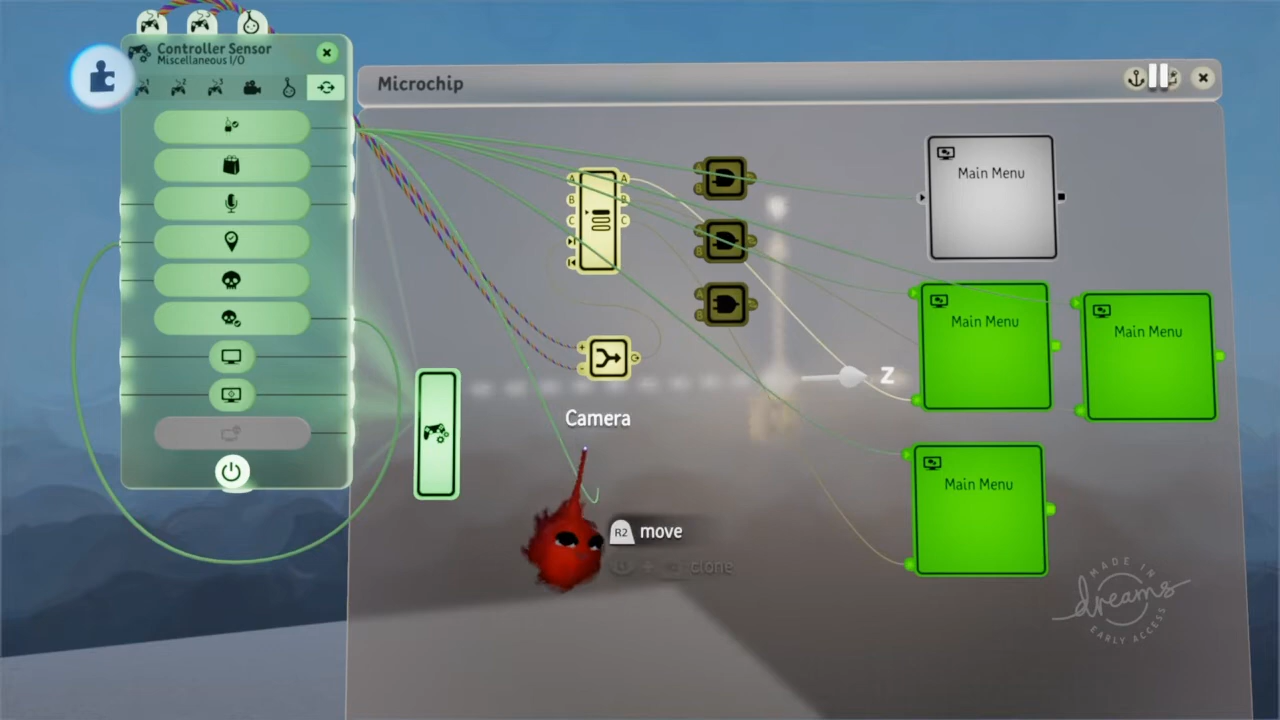 Controller Sensor
Miscellaneous I/O
Microchip
Main Menu
A
A
B
B
C
C
Z
Main Menu
Main Menu
Camera
Main Menu
R2 move
clone
MADE IN
dreams
EARLY ACCESS